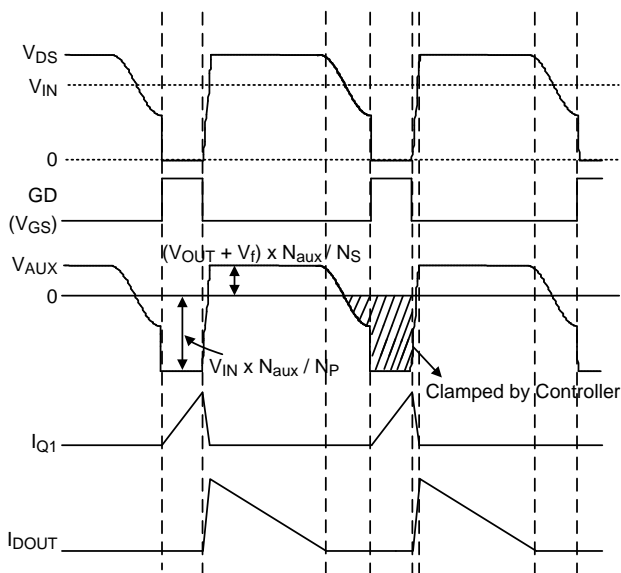 VDS
VIN
0
GD
(VGS)
(VOUT + Vf) x Naux / NS
VAUX
0
VIN x Naux / NP
Clamped by Controller
IQ1
IDOUT